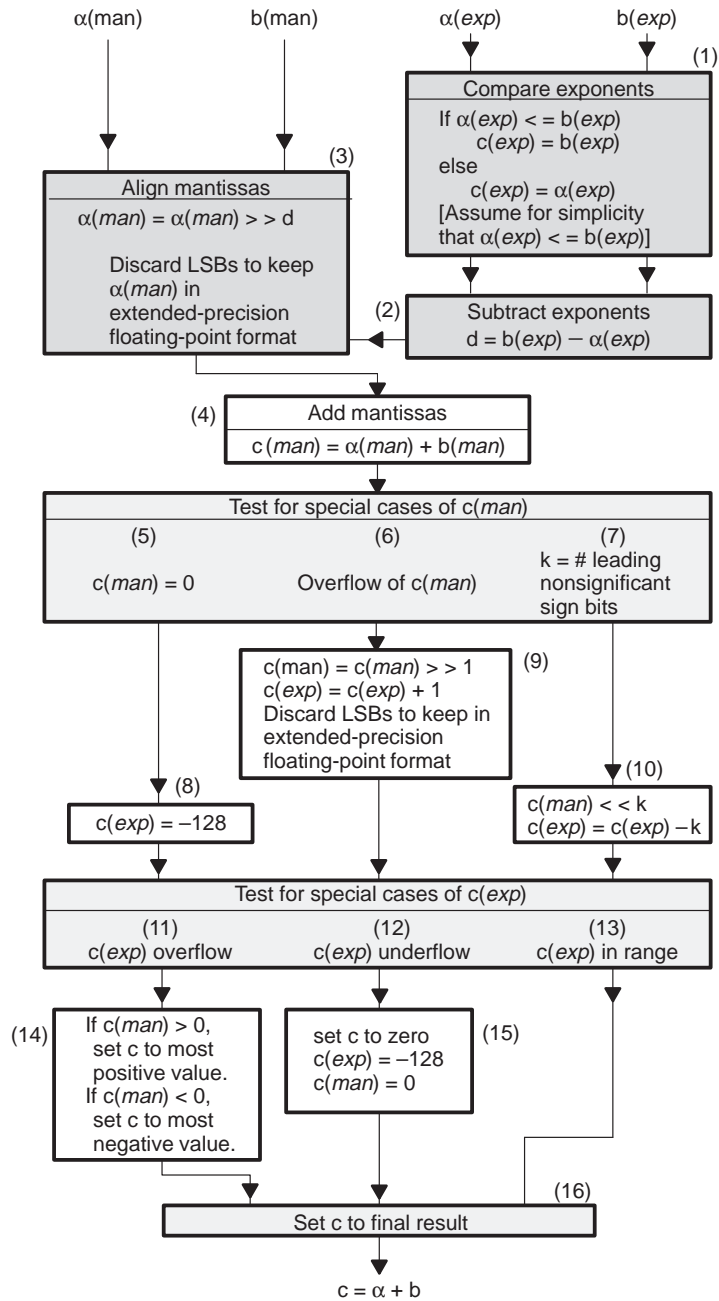 α(man)
b(man)
α(exp)
b(exp)
(1)
Compare exponents
If α(exp) < = b(exp)
c(exp) = b(exp)
else
c(exp) = α(exp)
[Assume for simplicity
that α(exp) < = b(exp)]
(3)
Align mantissas
α(man) = α(man) > > d
Discard LSBs to keep
α(man) in
extended-precision
floating-point format
(2)
Subtract exponents
d = b(exp) – α(exp)
(4)
Add mantissas
c(man) = α(man) + b(man)
Test for special cases of c(man)
(5)
c(man) = 0
(6)
Overflow of c(man)
(7)
k = # leading
nonsignificant
sign bits
(9)
c(man) = c(man) > > 1
c(exp) = c(exp) + 1
Discard LSBs to keep in
extended-precision
floating-point format
(8)
c(exp) = –128
(10)
c(man) < < k
c(exp) = c(exp) –k
Test for special cases of c(exp)
(11)
c(exp) overflow
(12)
c(exp) underflow
(13)
c(exp) in range
(14)
If c(man) > 0,
set c to most
positive value.
If c(man) < 0,
set c to most
negative value.
(15)
set c to zero
c(exp) = –128
c(man) = 0
(16)
Set c to final result
c = α + b